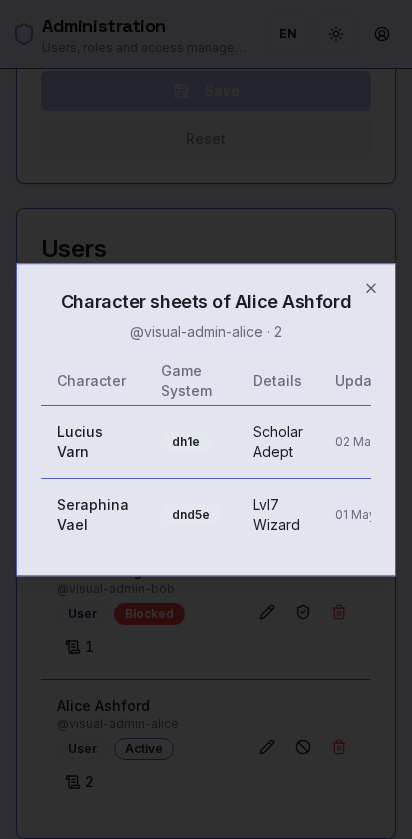 Administration
Users, roles and access manage...
EN
Save
Reset
Users
Character sheets of Alice Ashford
@visual-admin-alice · 2
Character Game System Details Upda
Lucius Varn dh1e Scholar Adept 02 Ma
Seraphina Vael dnd5e Lvl7 Wizard 01 May
@visual-admin-bob
User Blocked
1
Alice Ashford
@visual-admin-alice
User Active
2